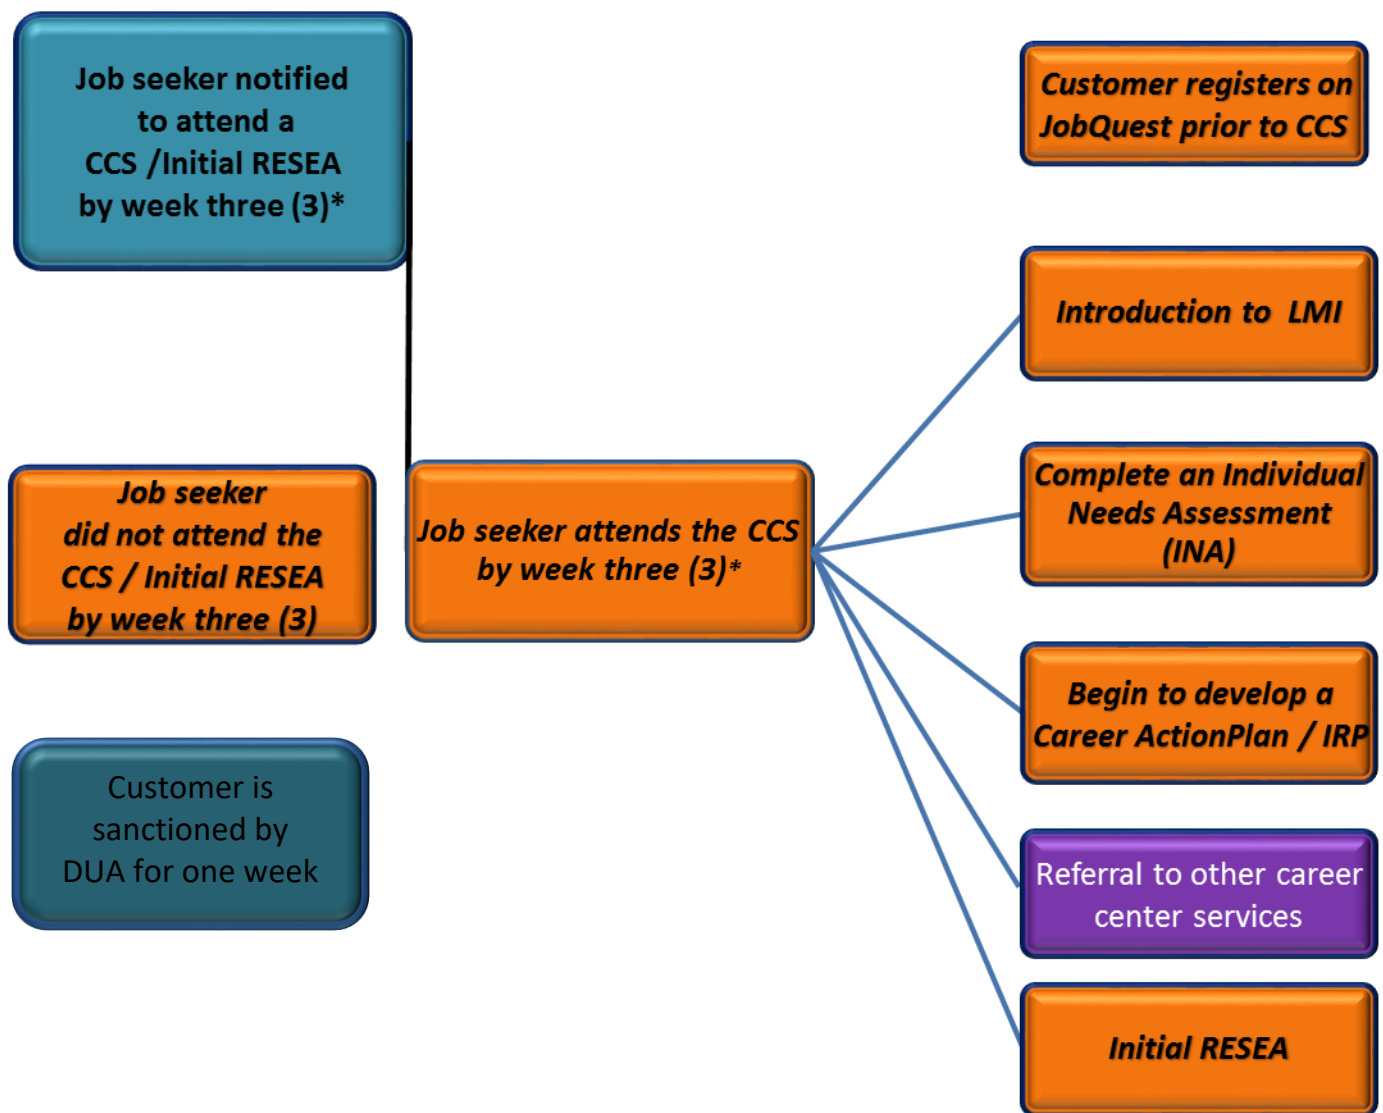 Job seeker notified
to attend a
CCS /Initial RESEA
by week three (3)*
Job seeker
did not attend the
CCS / Initial RESEA
by week three (3)
Customer is
sanctioned by
DUA for one week
Job seeker attends the CCS
by week three (3)*
Customer registers on
JobQuest prior to CCS
Introduction to LMI
Complete an Individual
Needs Assessment
(INA)
Begin to develop a
Career ActionPlan / IRP
Referral to other career
center services
Initial RESEA